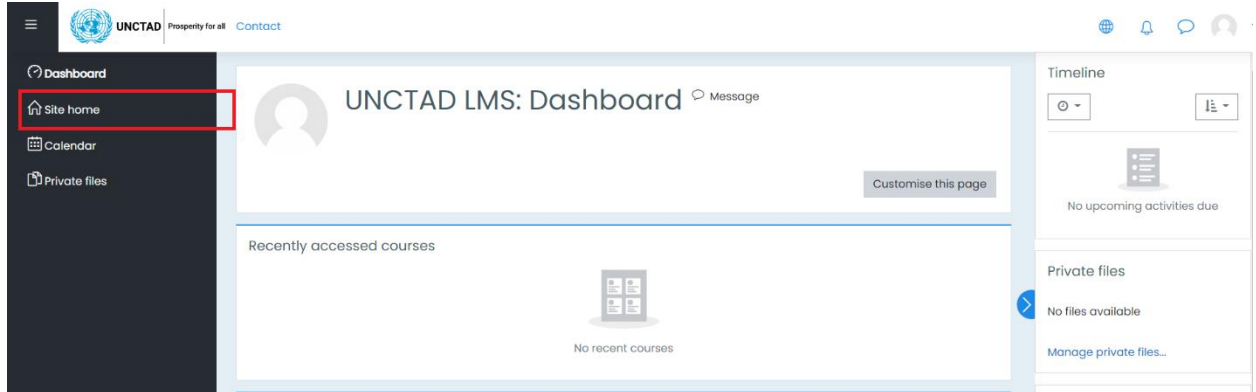 UNCTAD Prosperity for all Contact
Dashboard
Site home
Calendar
Private files
UNCTAD LMS: Dashboard Message
Customise this page
Recently accessed courses
No recent courses
Timeline
No upcoming activities due
Private files
No files available
Manage private files...